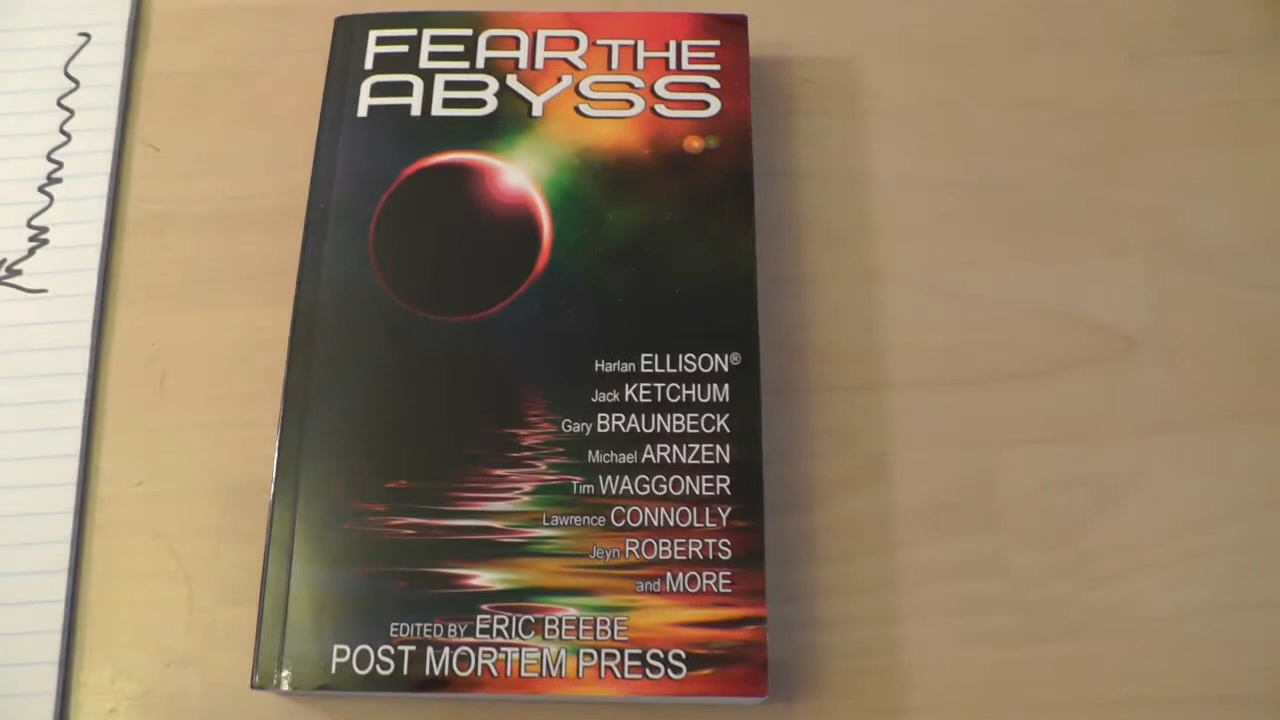 FEAR THE
ABYSS
Harlan ELLISON®
Jack KETCHUM
Gary BRAUNBECK
Michael ARNZEN
Tim WAGGONER
Lawrence CONNOLLY
Jeyn ROBERTS
and MORE
EDITED BY ERIC BEEBE
POST MORTEM PRESS